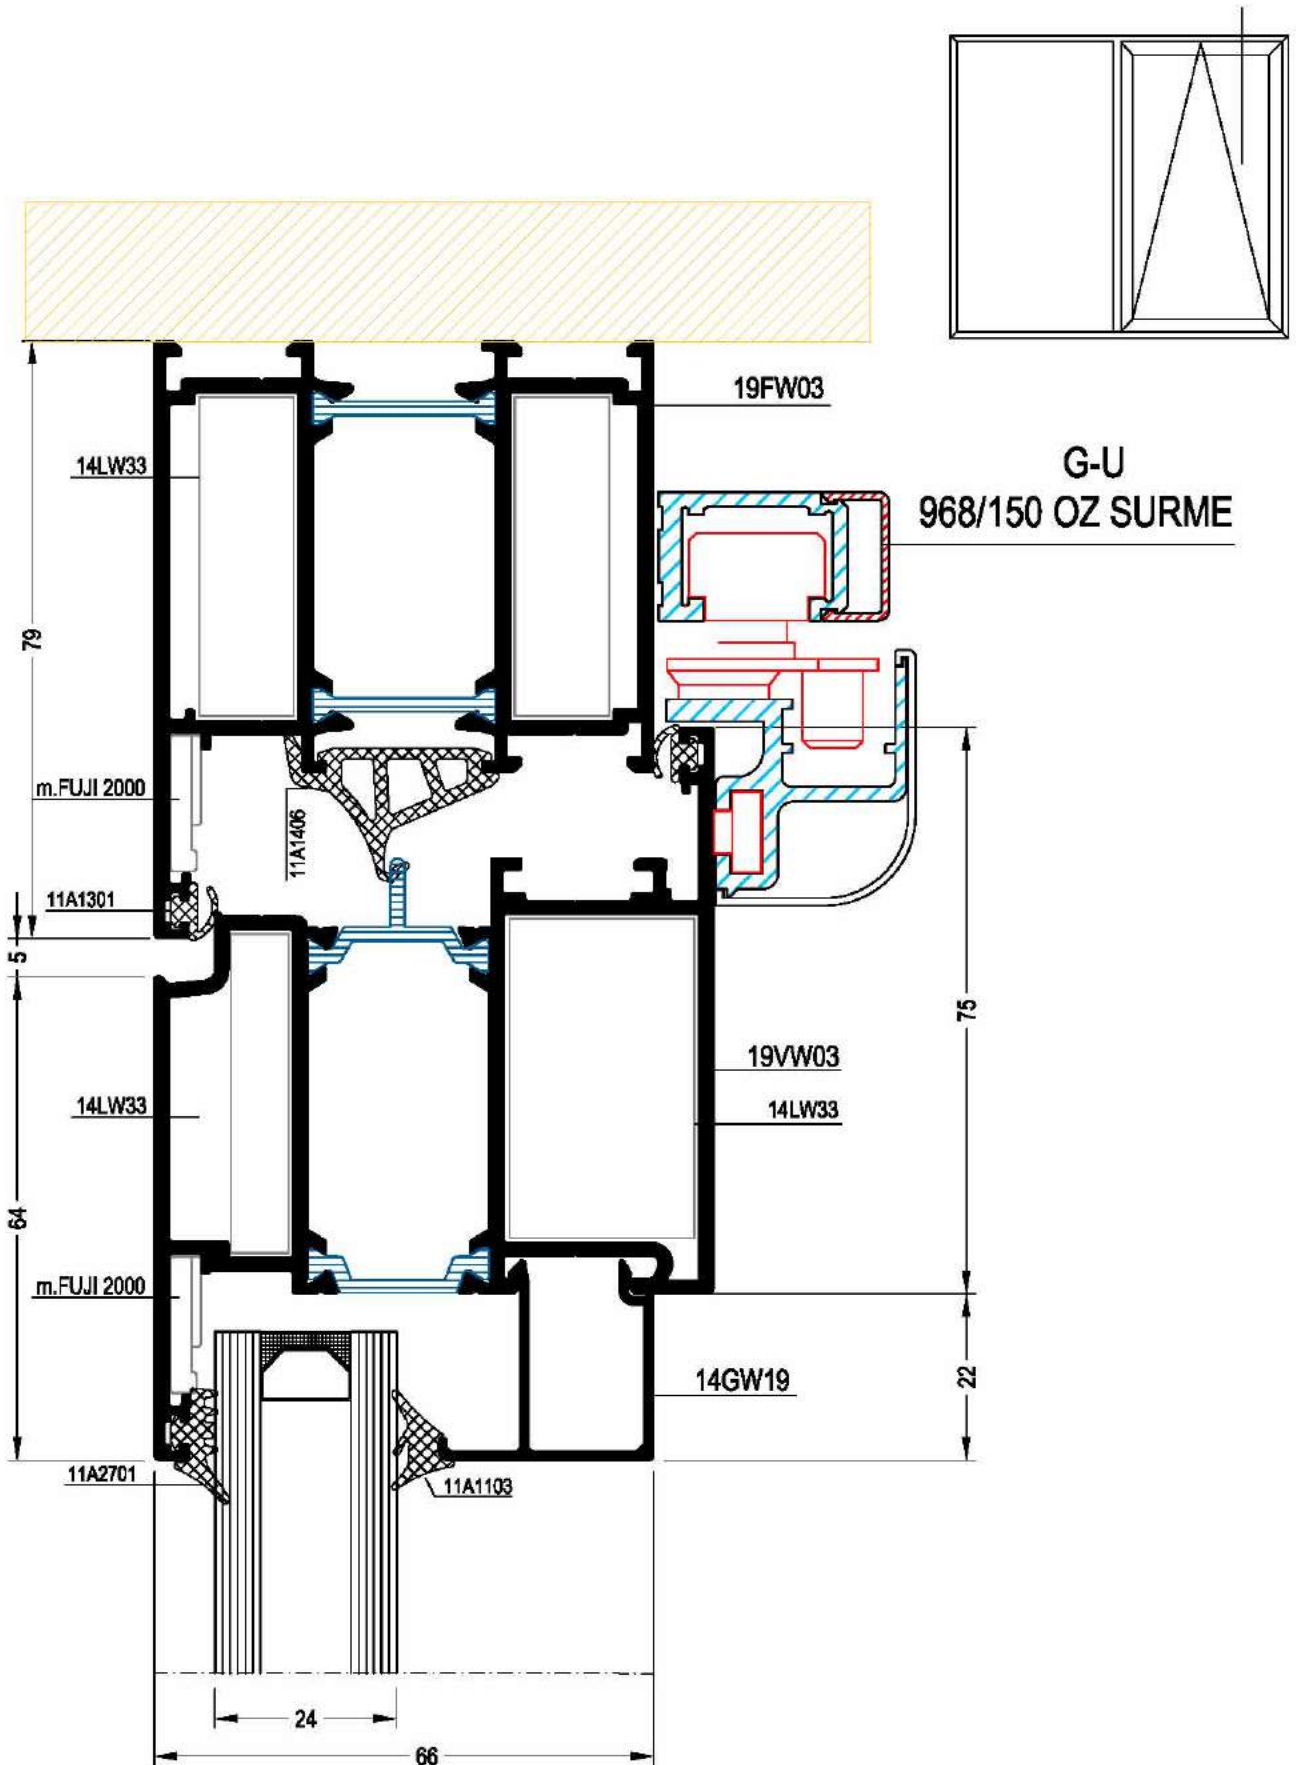 19FW03
14LW33
G-U
968/150 OZ SURME
79
m.FUJI 2000
11A1406
11A1301
5
75
19VW03
14LW33
14LW33
64
m.FUJI 2000
14GW19
22
11A2701
11A1103
24
66